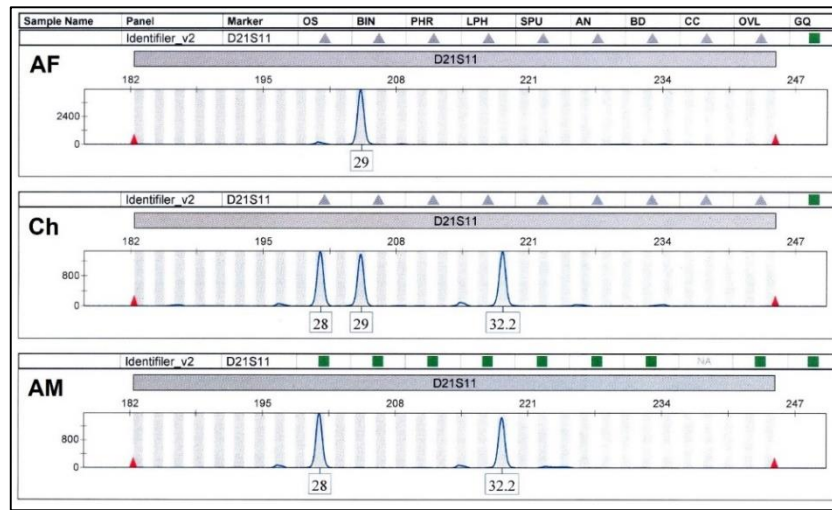 Sample Name Panel Marker OS BIN PHR LPH SPU AN BD CC OVL GQ
Identifiler_v2 D21S11
AF
D21S11
182 195 208 221 234 247
2400
0
29
Identifiler_v2 D21S11
Ch
D21S11
182 195 208 221 234 247
800
0
28 29 32.2
Identifiler_v2 D21S11 NA
AM
D21S11
182 195 208 221 234 247
800
0
28 32.2